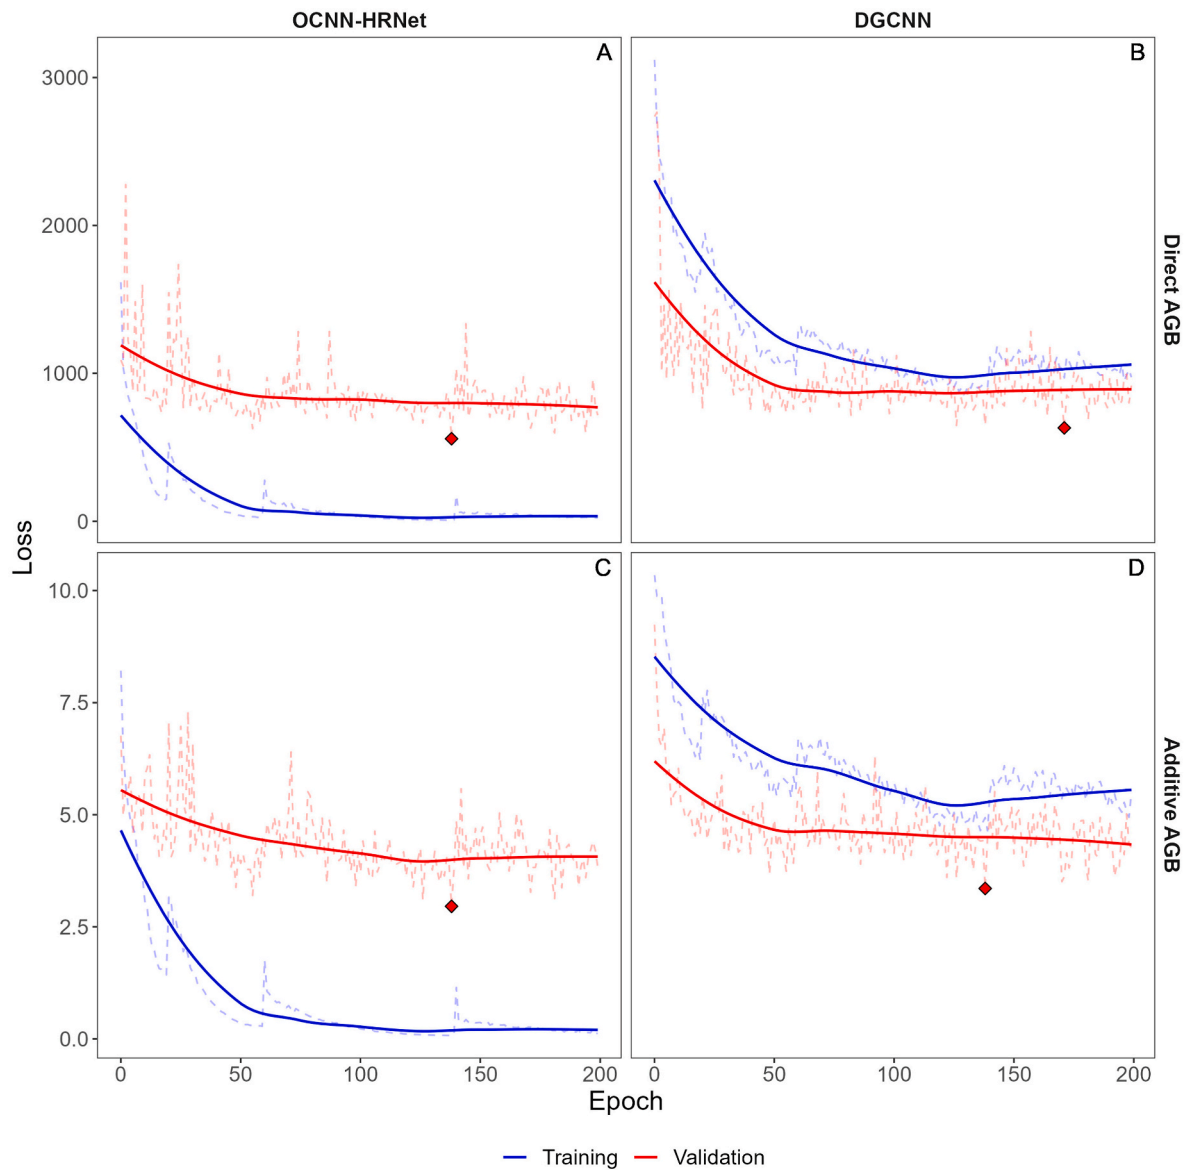 OCNN-HRNet DGCNN
A B
3000
2000
1000
0
Direct AGB
Loss
C D
10.0
7.5
5.0
2.5
0.0
Additive AGB
0 50 100 150 200 0 50 100 150 200
Epoch
Training Validation